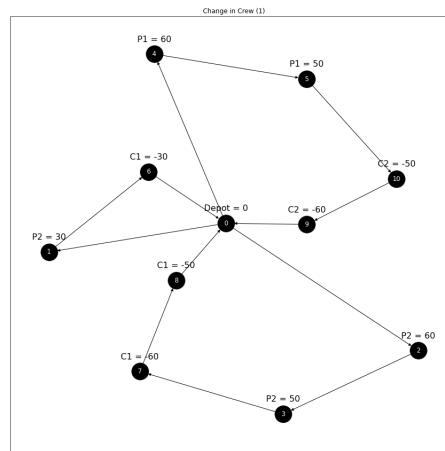 Change in Crew (1)
P1 = 60
4
P1 = 50
5
C2 = -50
10
C1 = -30
6
Depot = 0
0
C2 = -60
9
P2 = 30
1
C1 = -50
8
P2 = 60
2
C1 = -60
7
P2 = 50
3